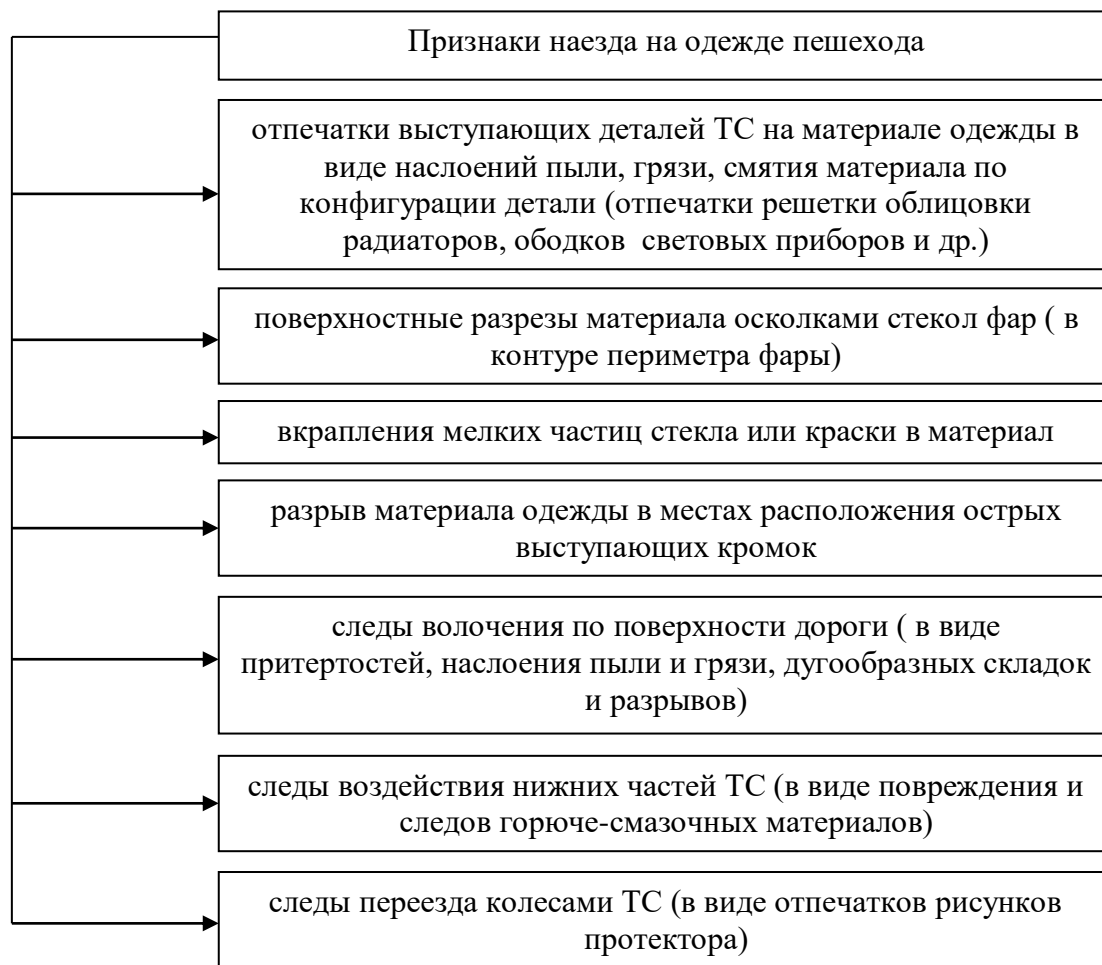 Признаки наезда на одежде пешехода
отпечатки выступающих деталей ТС на материале одежды в
виде наслоений пыли, грязи, смятия материала по
конфигурации детали (отпечатки решетки облицовки
радиаторов, ободков  световых приборов и др.)
поверхностные разрезы материала осколками стекол фар ( в
контуре периметра фары)
вкрапления мелких частиц стекла или краски в материал
разрыв материала одежды в местах расположения острых
выступающих кромок
следы волочения по поверхности дороги ( в виде
притертостей, наслоения пыли и грязи, дугообразных складок
и разрывов)
следы воздействия нижних частей ТС (в виде повреждения и
следов горюче-смазочных материалов)
следы переезда колесами ТС (в виде отпечатков рисунков
протектора)